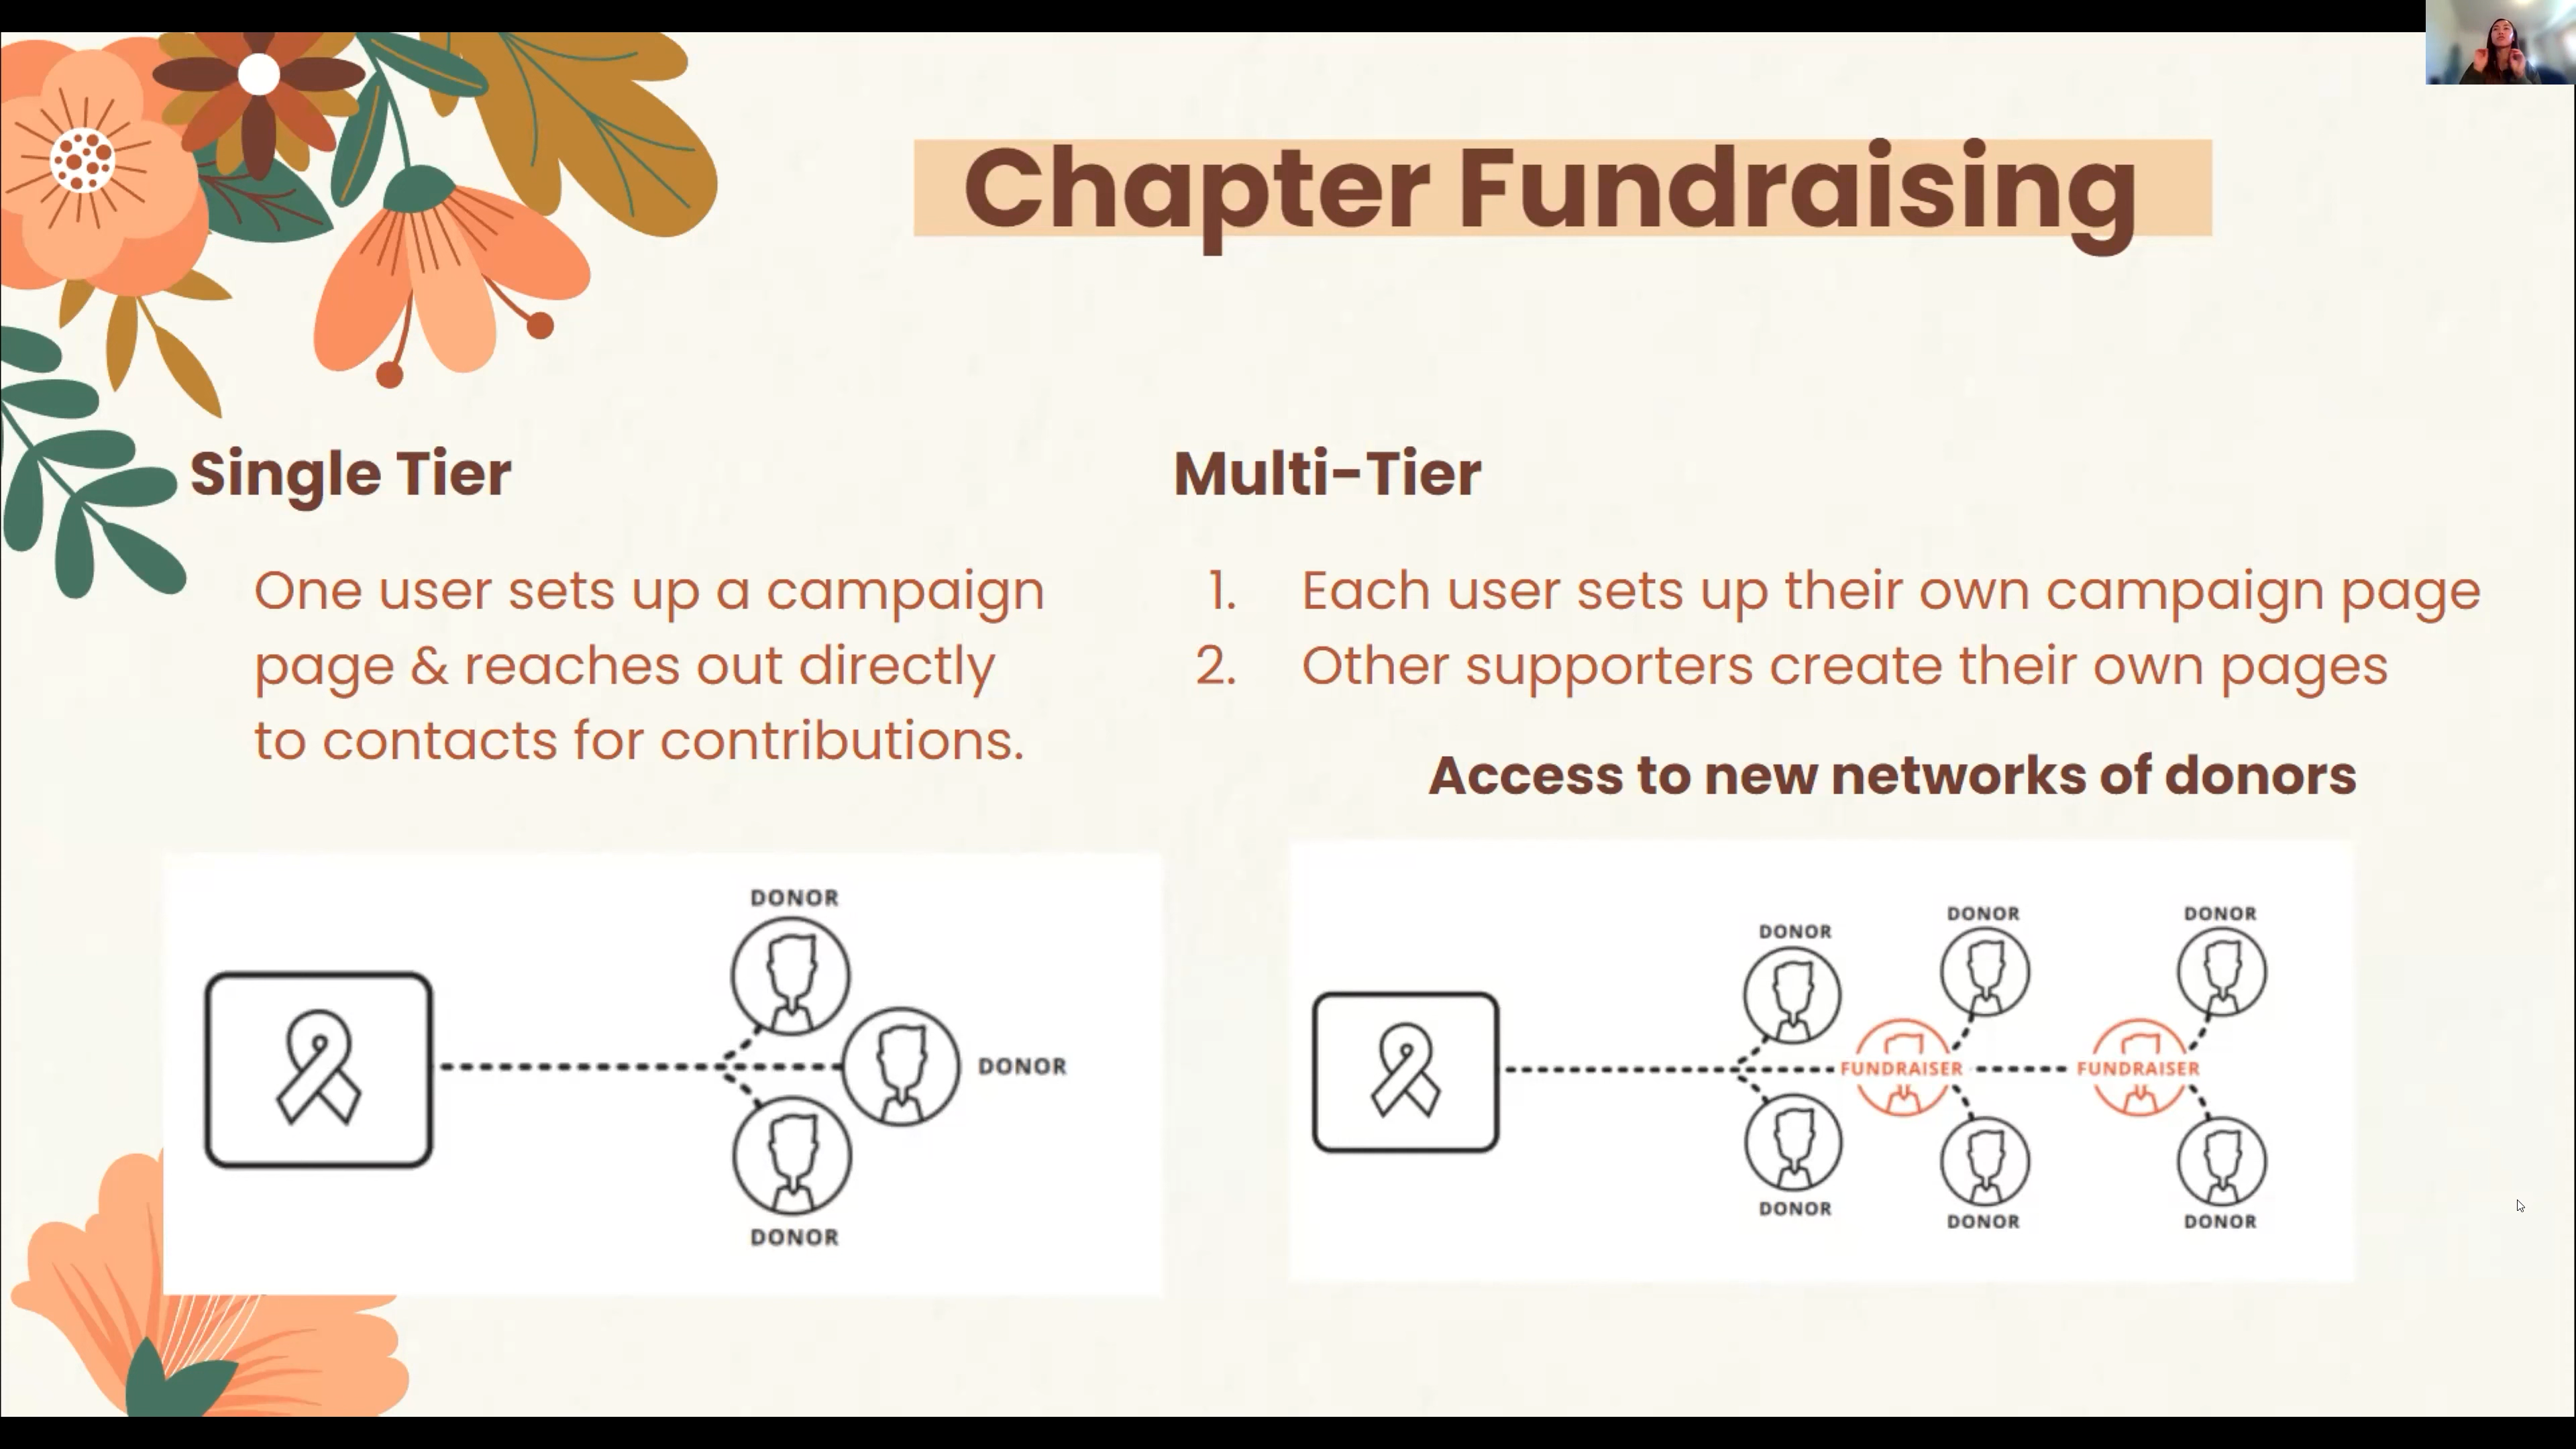 Chapter Fundraising
Single Tier
One user sets up a campaign
page & reaches out directly
to contacts for contributions.
Multi-Tier
1. Each user sets up their own campaign page
2. Other supporters create their own pages
Access to new networks of donors
DONOR
DONOR
DONOR
DONOR
DONOR
DONOR
FUNDRAISER
FUNDRAISER
DONOR
DONOR
DONOR